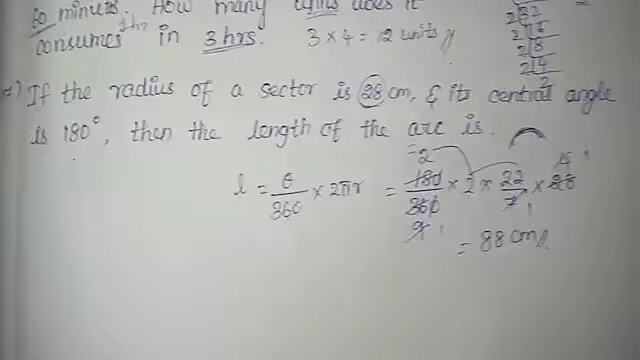 60 minutes. How many units does it
consumes in 3 hrs. 3 × 4 = 12 units
If the radius of a sector is 28 cm, & its central angle
is 180°, then the length of the arc is.
l = θ/360 × 2πr = 180/360 × 2 × 22/7 × 28
= 88 cm